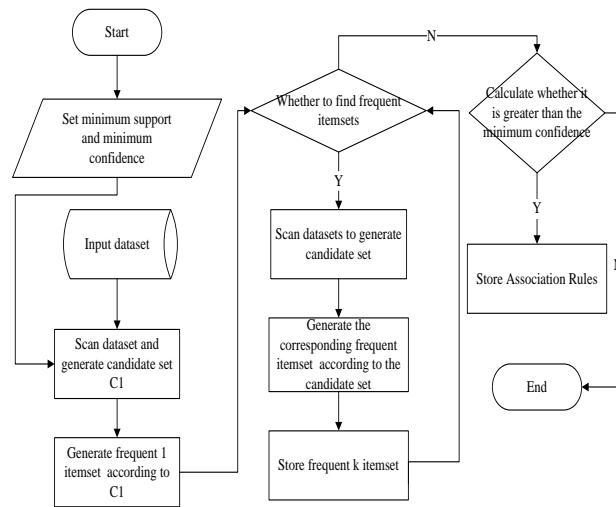 Start
Set minimum support
and minimum
confidence
Input dataset
Scan dataset and
generate candidate set
C1
Generate frequent 1
itemset according to
C1
N
Whether to find frequent
itemsets
Y
Scan datasets to generate
candidate set
Generate the
corresponding frequent
itemset according to the
candidate set
Store frequent k itemset
Calculate whether it
is greater than the
minimum confidence
Y
Store Association Rules
N
End